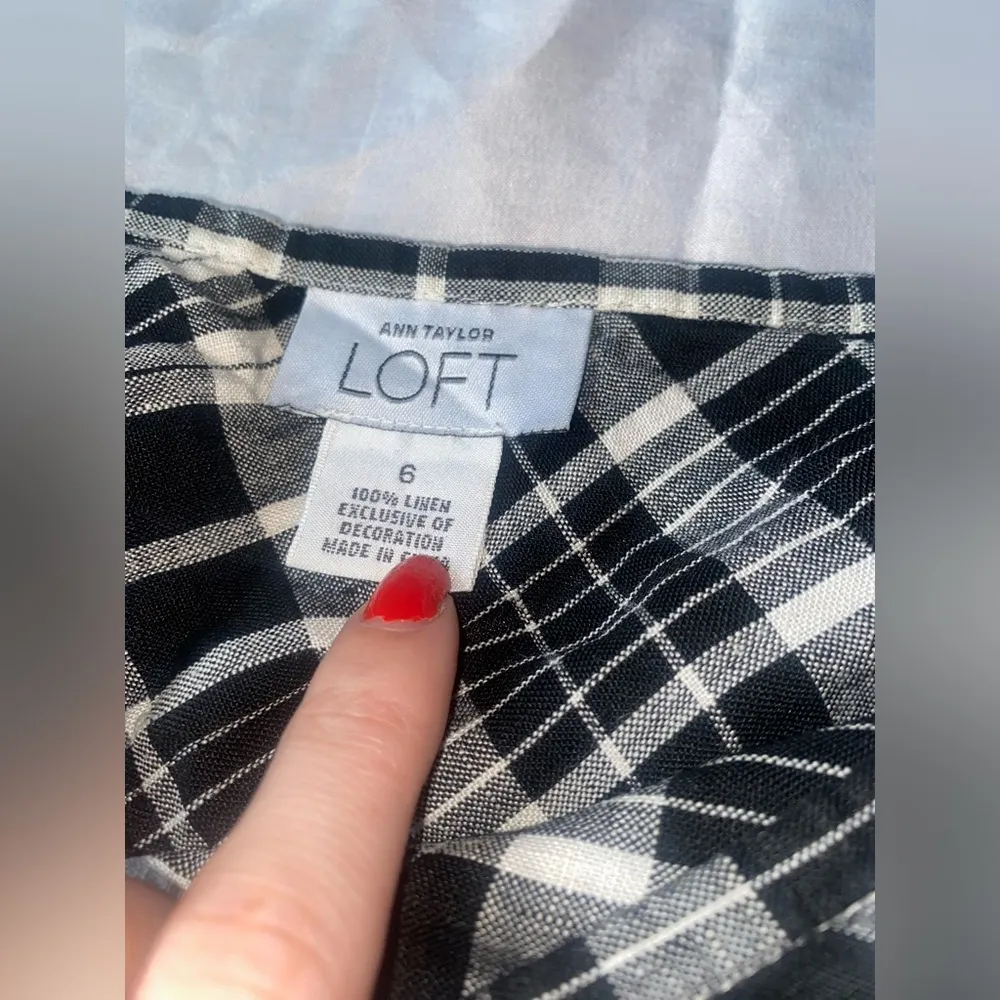 ANN TAYLOR
LOFT
6
100% LINEN
EXCLUSIVE OF
DECORATION
MADE IN